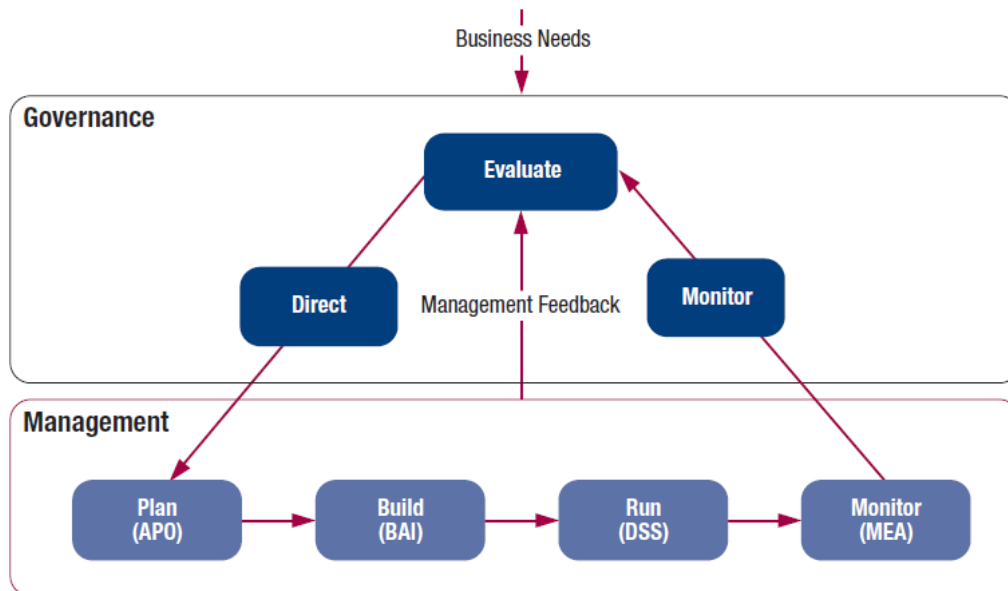 Business Needs
Governance
Evaluate
Direct
Management Feedback
Monitor
Management
Plan
(APO)
Build
(BAI)
Run
(DSS)
Monitor
(MEA)